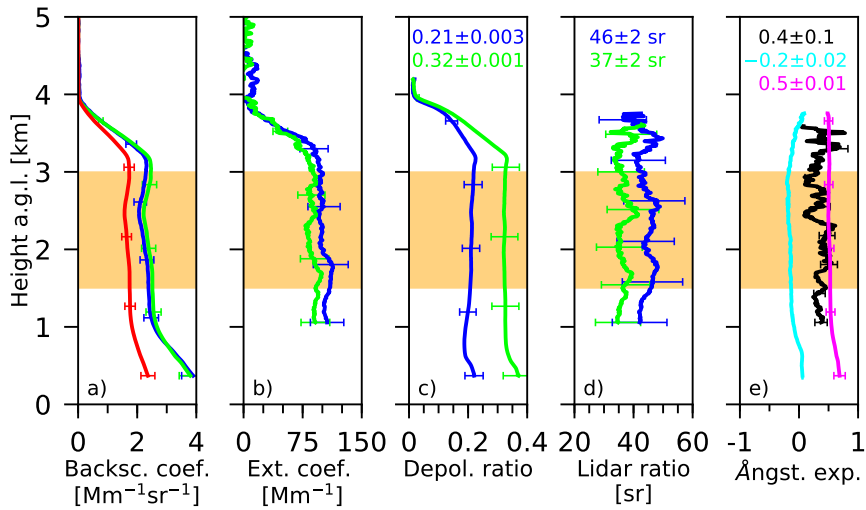 5
4
3
2
1
0
Height a.g.l. [km]
0.21±0.003
0.32±0.001
46±2 sr
37±2 sr
0.4±0.1
−0.2±0.02
0.5±0.01
a)
b)
c)
d)
e)
0 2 4
0 75 150
0.0 0.2 0.4
20 40 60
-1 0 1
Backsc. coef.
[Mm⁻¹sr⁻¹]
Ext. coef.
[Mm⁻¹]
Depol. ratio
Lidar ratio
[sr]
Ångst. exp.